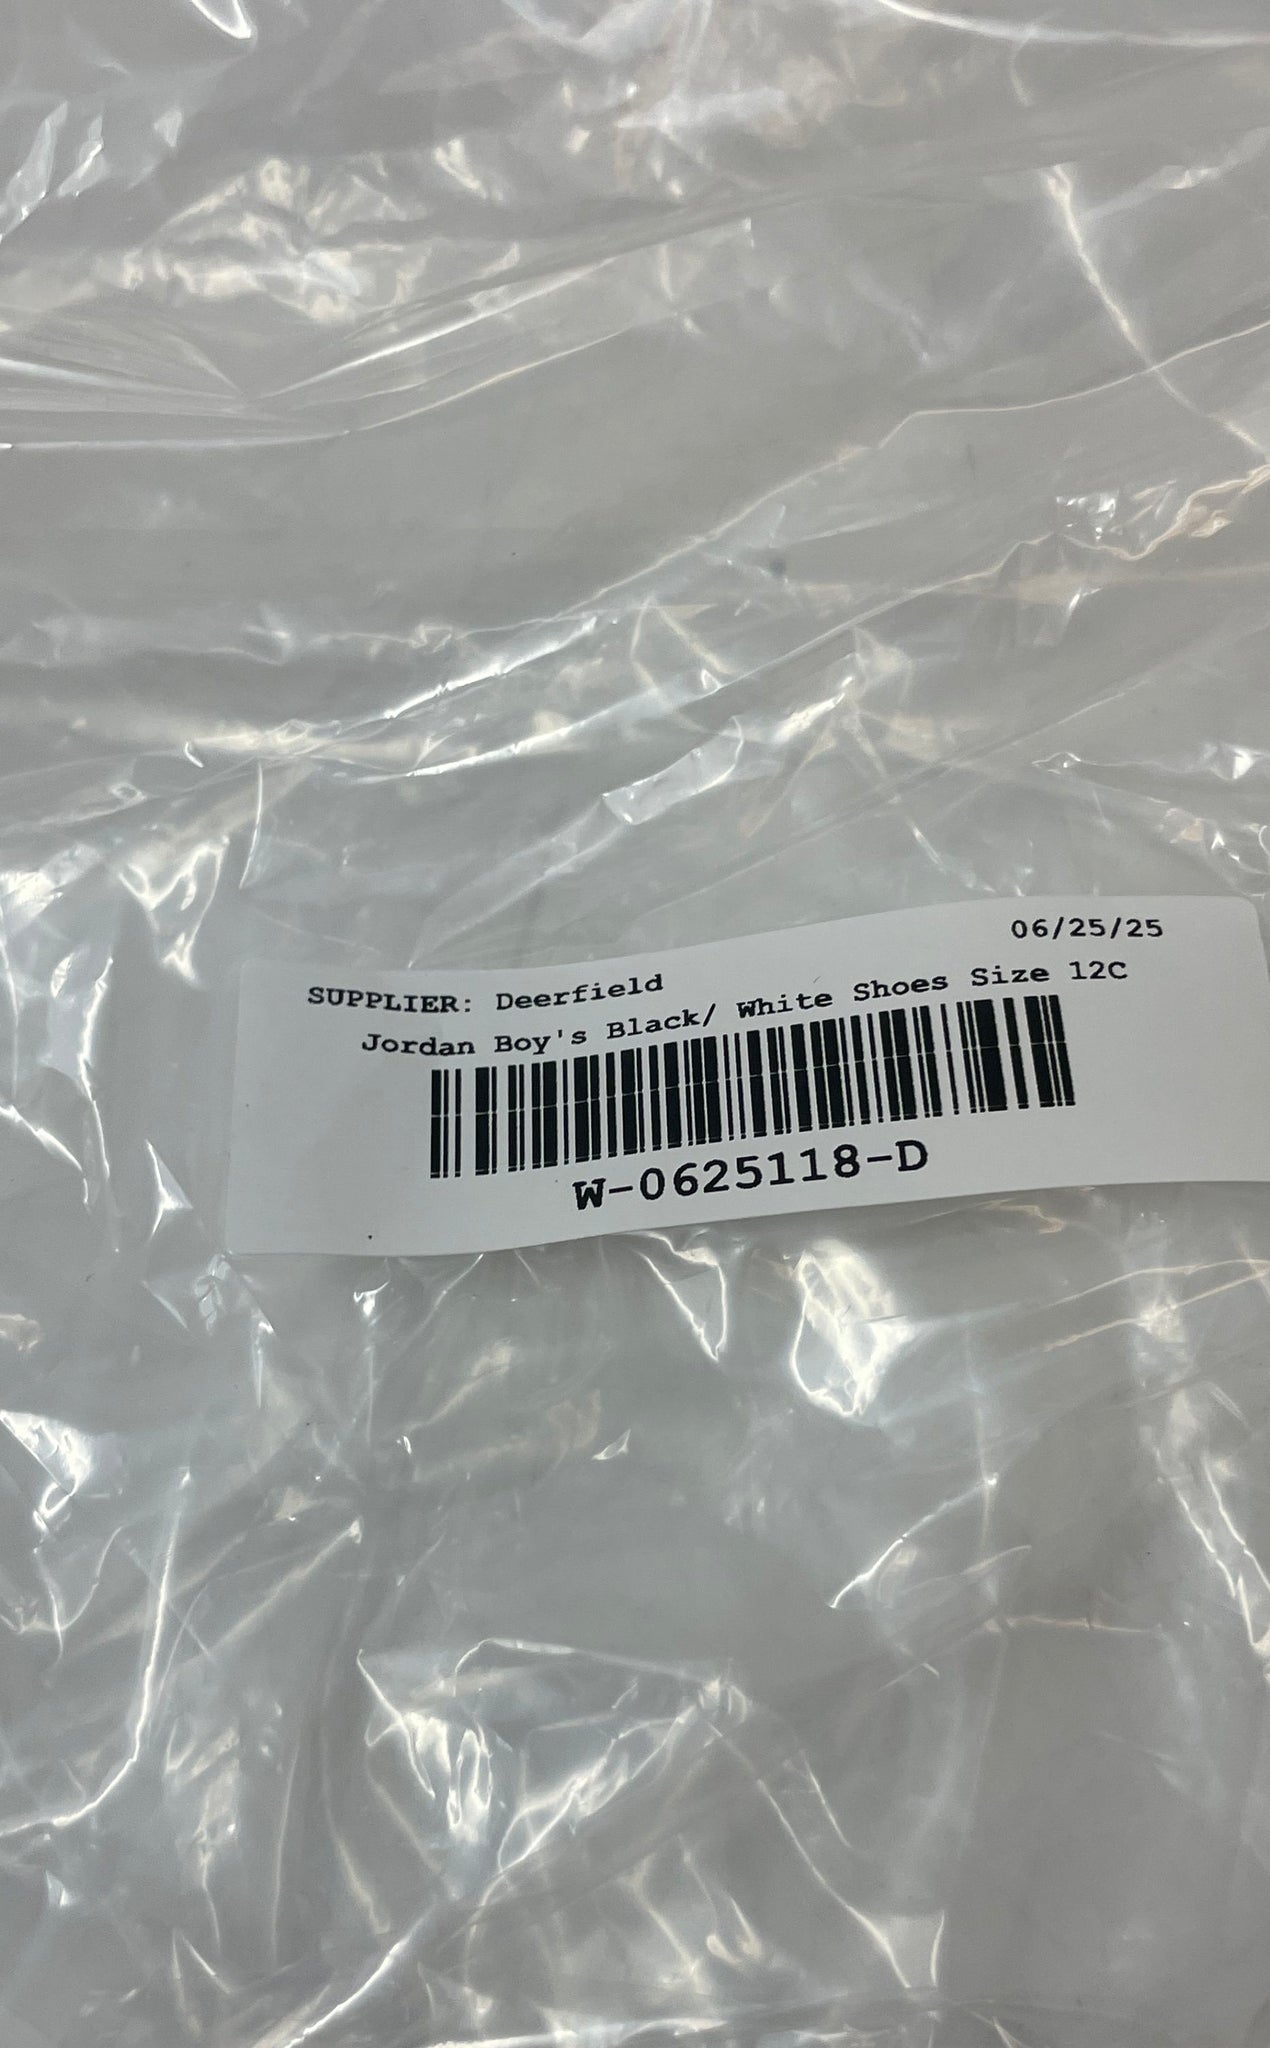 06/25/25
SUPPLIER: Deerfield
Jordan Boy's Black/ White Shoes Size 12C
W-0625118-D